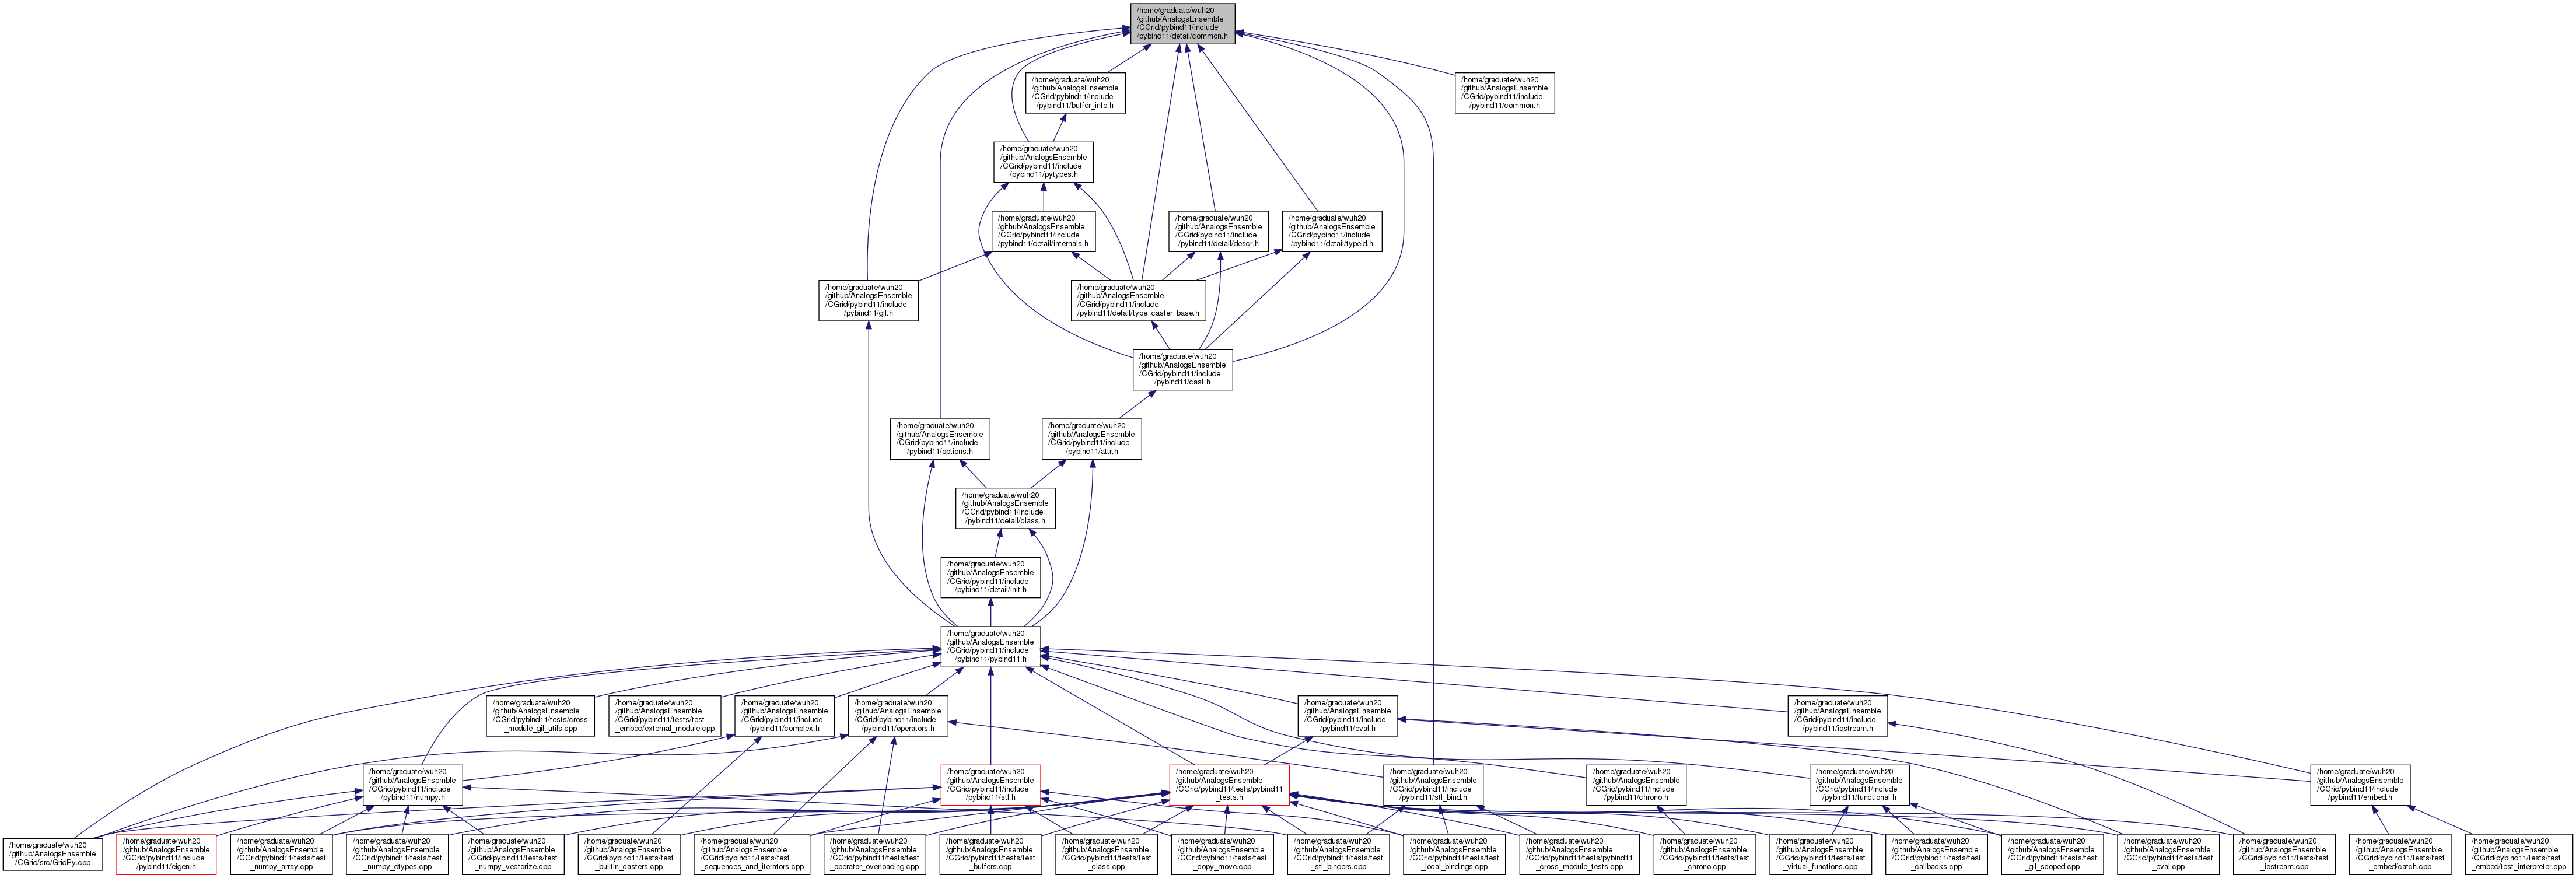 /home/graduate/wuh20
/github/AnalogsEnsemble
/CGrid/pybind11/include
/pybind11/detail/common.h
/home/graduate/wuh20
/github/AnalogsEnsemble
/CGrid/pybind11/include
/pybind11/buffer_info.h
/home/graduate/wuh20
/github/AnalogsEnsemble
/CGrid/pybind11/include
/pybind11/common.h
/home/graduate/wuh20
/github/AnalogsEnsemble
/CGrid/pybind11/include
/pybind11/pytypes.h
/home/graduate/wuh20
/github/AnalogsEnsemble
/CGrid/pybind11/include
/pybind11/detail/internals.h
/home/graduate/wuh20
/github/AnalogsEnsemble
/CGrid/pybind11/include
/pybind11/detail/descr.h
/home/graduate/wuh20
/github/AnalogsEnsemble
/CGrid/pybind11/include
/pybind11/detail/typeid.h
/home/graduate/wuh20
/github/AnalogsEnsemble
/CGrid/pybind11/include
/pybind11/gil.h
/home/graduate/wuh20
/github/AnalogsEnsemble
/CGrid/pybind11/include
/pybind11/detail/type_caster_base.h
/home/graduate/wuh20
/github/AnalogsEnsemble
/CGrid/pybind11/include
/pybind11/cast.h
/home/graduate/wuh20
/github/AnalogsEnsemble
/CGrid/pybind11/include
/pybind11/options.h
/home/graduate/wuh20
/github/AnalogsEnsemble
/CGrid/pybind11/include
/pybind11/attr.h
/home/graduate/wuh20
/github/AnalogsEnsemble
/CGrid/pybind11/include
/pybind11/detail/class.h
/home/graduate/wuh20
/github/AnalogsEnsemble
/CGrid/pybind11/include
/pybind11/detail/init.h
/home/graduate/wuh20
/github/AnalogsEnsemble
/CGrid/pybind11/include
/pybind11/pybind11.h
/home/graduate/wuh20
/github/AnalogsEnsemble
/CGrid/pybind11/tests/cross
_module_gil_utils.cpp
/home/graduate/wuh20
/github/AnalogsEnsemble
/CGrid/pybind11/tests/test
_embed/external_module.cpp
/home/graduate/wuh20
/github/AnalogsEnsemble
/CGrid/pybind11/include
/pybind11/complex.h
/home/graduate/wuh20
/github/AnalogsEnsemble
/CGrid/pybind11/include
/pybind11/operators.h
/home/graduate/wuh20
/github/AnalogsEnsemble
/CGrid/pybind11/include
/pybind11/eval.h
/home/graduate/wuh20
/github/AnalogsEnsemble
/CGrid/pybind11/include
/pybind11/iostream.h
/home/graduate/wuh20
/github/AnalogsEnsemble
/CGrid/pybind11/include
/pybind11/numpy.h
/home/graduate/wuh20
/github/AnalogsEnsemble
/CGrid/pybind11/include
/pybind11/stl.h
/home/graduate/wuh20
/github/AnalogsEnsemble
/CGrid/pybind11/tests/pybind11
_tests.h
/home/graduate/wuh20
/github/AnalogsEnsemble
/CGrid/pybind11/include
/pybind11/stl_bind.h
/home/graduate/wuh20
/github/AnalogsEnsemble
/CGrid/pybind11/include
/pybind11/chrono.h
/home/graduate/wuh20
/github/AnalogsEnsemble
/CGrid/pybind11/include
/pybind11/functional.h
/home/graduate/wuh20
/github/AnalogsEnsemble
/CGrid/pybind11/include
/pybind11/embed.h
/home/graduate/wuh20
/github/AnalogsEnsemble
/CGrid/src/GridPy.cpp
/home/graduate/wuh20
/github/AnalogsEnsemble
/CGrid/pybind11/include
/pybind11/eigen.h
/home/graduate/wuh20
/github/AnalogsEnsemble
/CGrid/pybind11/tests/test
_numpy_array.cpp
/home/graduate/wuh20
/github/AnalogsEnsemble
/CGrid/pybind11/tests/test
_numpy_dtypes.cpp
/home/graduate/wuh20
/github/AnalogsEnsemble
/CGrid/pybind11/tests/test
_numpy_vectorize.cpp
/home/graduate/wuh20
/github/AnalogsEnsemble
/CGrid/pybind11/tests/test
_builtin_casters.cpp
/home/graduate/wuh20
/github/AnalogsEnsemble
/CGrid/pybind11/tests/test
_sequences_and_iterators.cpp
/home/graduate/wuh20
/github/AnalogsEnsemble
/CGrid/pybind11/tests/test
_operator_overloading.cpp
/home/graduate/wuh20
/github/AnalogsEnsemble
/CGrid/pybind11/tests/test
_buffers.cpp
/home/graduate/wuh20
/github/AnalogsEnsemble
/CGrid/pybind11/tests/test
_class.cpp
/home/graduate/wuh20
/github/AnalogsEnsemble
/CGrid/pybind11/tests/test
_copy_move.cpp
/home/graduate/wuh20
/github/AnalogsEnsemble
/CGrid/pybind11/tests/test
_stl_binders.cpp
/home/graduate/wuh20
/github/AnalogsEnsemble
/CGrid/pybind11/tests/test
_local_bindings.cpp
/home/graduate/wuh20
/github/AnalogsEnsemble
/CGrid/pybind11/tests/pybind11
_cross_module_tests.cpp
/home/graduate/wuh20
/github/AnalogsEnsemble
/CGrid/pybind11/tests/test
_chrono.cpp
/home/graduate/wuh20
/github/AnalogsEnsemble
/CGrid/pybind11/tests/test
_virtual_functions.cpp
/home/graduate/wuh20
/github/AnalogsEnsemble
/CGrid/pybind11/tests/test
_callbacks.cpp
/home/graduate/wuh20
/github/AnalogsEnsemble
/CGrid/pybind11/tests/test
_gil_scoped.cpp
/home/graduate/wuh20
/github/AnalogsEnsemble
/CGrid/pybind11/tests/test
_eval.cpp
/home/graduate/wuh20
/github/AnalogsEnsemble
/CGrid/pybind11/tests/test
_iostream.cpp
/home/graduate/wuh20
/github/AnalogsEnsemble
/CGrid/pybind11/tests/test
_embed/catch.cpp
/home/graduate/wuh20
/github/AnalogsEnsemble
/CGrid/pybind11/tests/test
_embed/test_interpreter.cpp